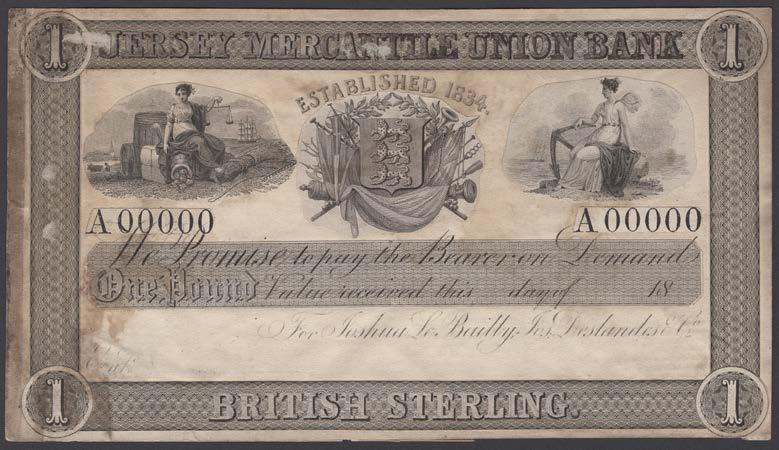 1 JERSEY MERCANTILE UNION BANK 1
ESTABLISHED 1834.
A 00000 A 00000
We Promise to pay the Bearer on Demand
One Pound Value received this day of 18
For Joshua Le Bailly, Jas. Deslandes & Co.
1 BRITISH STERLING. 1